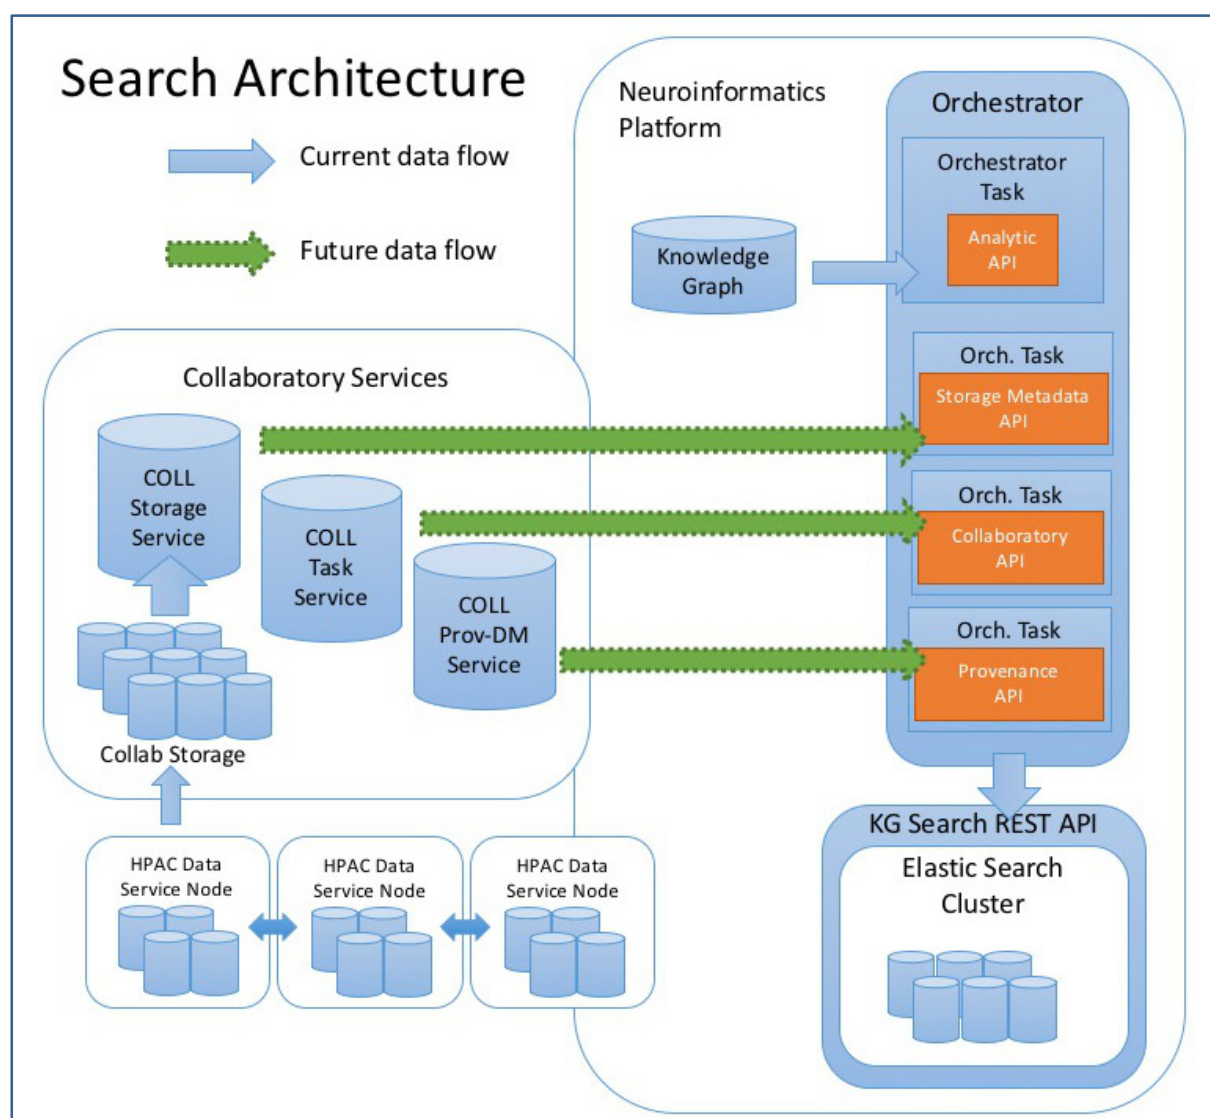 Search Architecture
Current data flow
Future data flow
Neuroinformatics
Platform
Orchestrator
Orchestrator
Task
Analytic
API
Knowledge
Graph
Orch. Task
Storage Metadata
API
Orch. Task
Collaboratory
API
Orch. Task
Provenance
API
Collaboratory Services
COLL
Storage
Service
COLL
Task
Service
COLL
Prov-DM
Service
Collab Storage
HPAC Data
Service Node
HPAC Data
Service Node
HPAC Data
Service Node
KG Search REST API
Elastic Search
Cluster